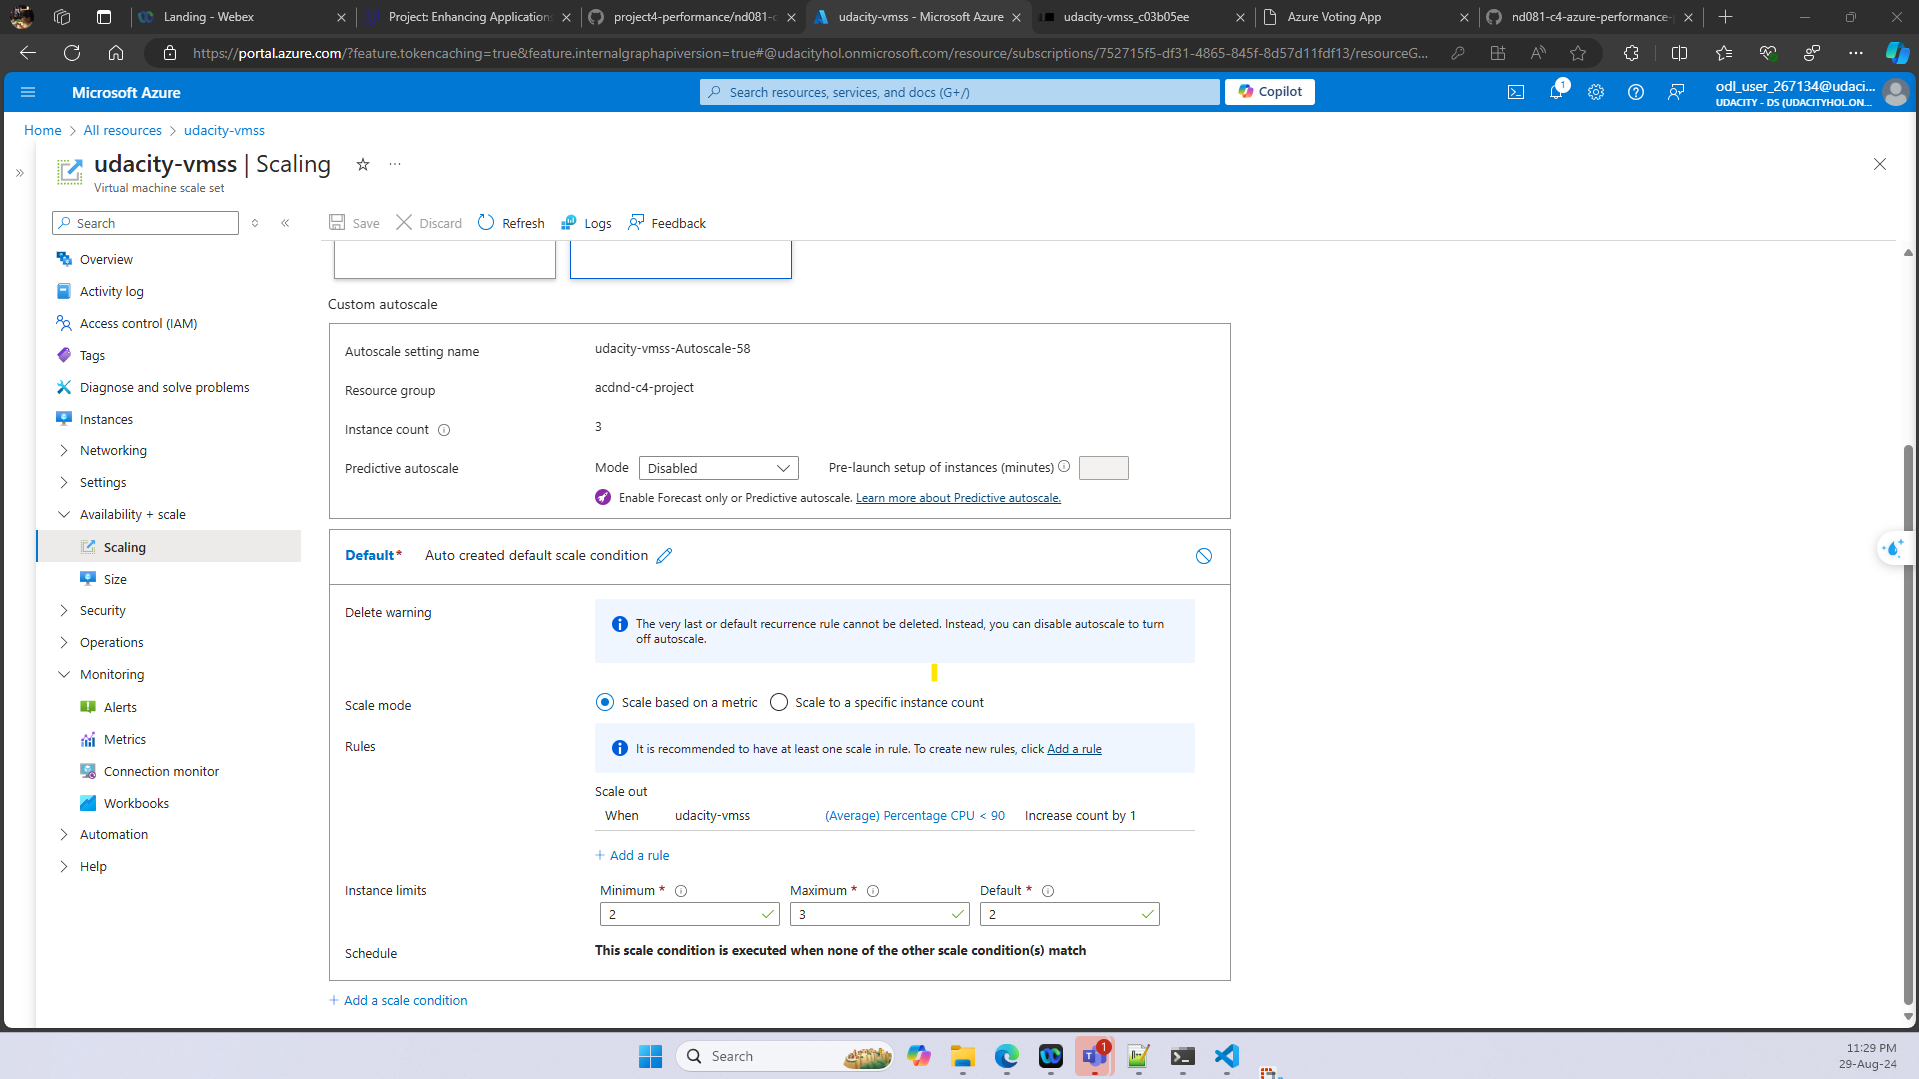 Landing - Webex
Project: Enhancing Applications
project4-performance/nd081-c
udacity-vmss - Microsoft Azure
udacity-vmss_c03b05ee
Azure Voting App
nd081-c4-azure-performance-
https://portal.azure.com/?feature.tokencaching=true&feature.internalgraphapiversion=true#@udacityhol.onmicrosoft.com/resource/subscriptions/752715f5-df31-4865-845f-8d57d11fdf13/resourceG...
Microsoft Azure
Search resources, services, and docs (G+/)
Copilot
1
odl_user_267134@udaci...
UDACITY - DS (UDACITYHOL.ON...
Home > All resources > udacity-vmss
udacity-vmss | Scaling
Virtual machine scale set
Search
Save
Discard
Refresh
Logs
Feedback
Overview
Activity log
Access control (IAM)
Tags
Diagnose and solve problems
Instances
Networking
Settings
Availability + scale
Scaling
Size
Security
Operations
Monitoring
Alerts
Metrics
Connection monitor
Workbooks
Automation
Help
Custom autoscale
Autoscale setting name udacity-vmss-Autoscale-58
Resource group acdnd-c4-project
Instance count 3
Predictive autoscale Mode Disabled Pre-launch setup of instances (minutes)
Enable Forecast only or Predictive autoscale. Learn more about Predictive autoscale.
Default* Auto created default scale condition
Delete warning
The very last or default recurrence rule cannot be deleted. Instead, you can disable autoscale to turn
off autoscale.
Scale mode Scale based on a metric Scale to a specific instance count
Rules It is recommended to have at least one scale in rule. To create new rules, click Add a rule
Scale out
When udacity-vmss (Average) Percentage CPU < 90 Increase count by 1
+ Add a rule
Instance limits Minimum * Maximum * Default *
2 3 2
Schedule This scale condition is executed when none of the other scale condition(s) match
+ Add a scale condition
Search
1
11:29 PM
29-Aug-24